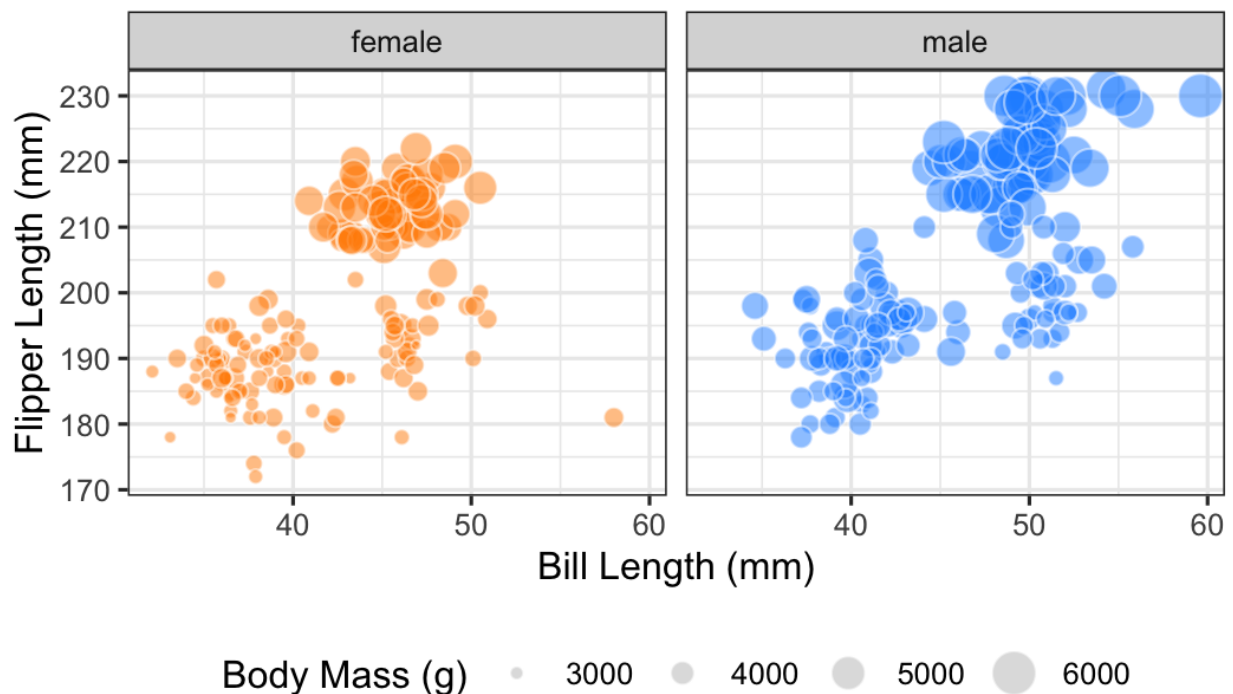 female male
230
220
210
200
190
180
170
Flipper Length (mm)
40 50 60 40 50 60
Bill Length (mm)
Body Mass (g) 3000 4000 5000 6000